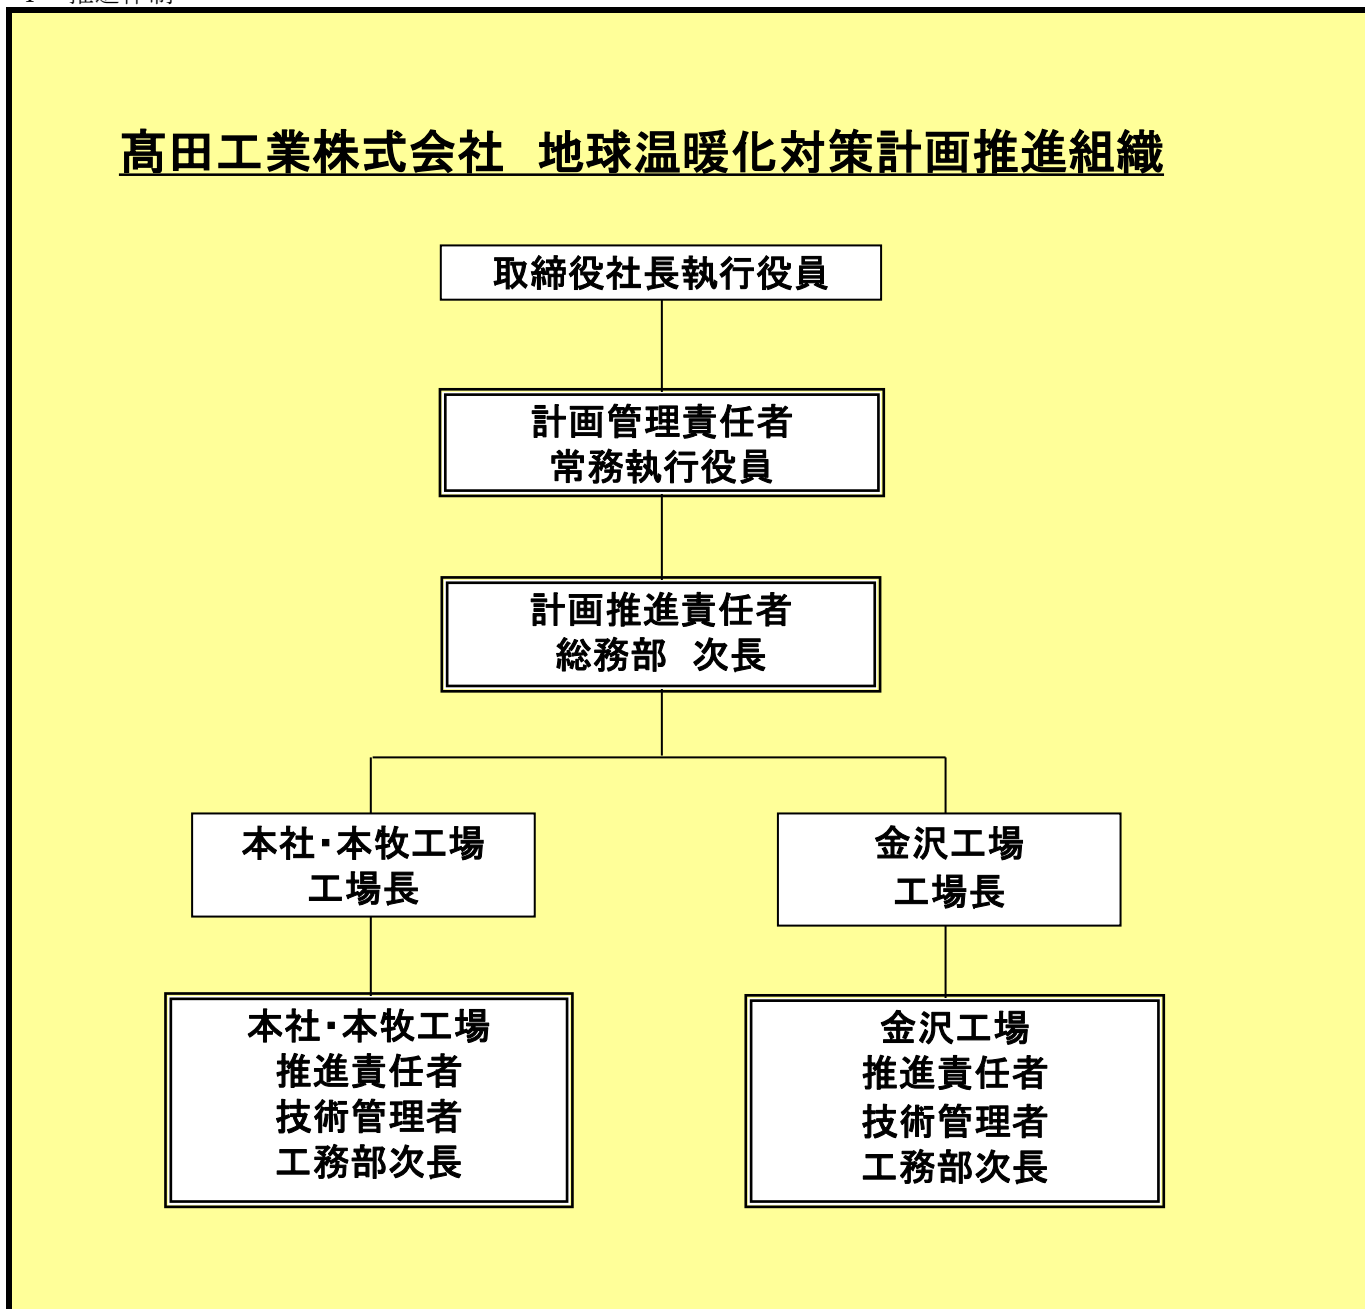 髙田工業株式会社　地球温暖化対策計画推進組織
取締役社長執行役員
計画管理責任者
常務執行役員
計画推進責任者
総務部　次長
本社・本牧工場
工場長
金沢工場
工場長
本社・本牧工場
推進責任者
技術管理者
工務部次長
金沢工場
推進責任者
技術管理者
工務部次長